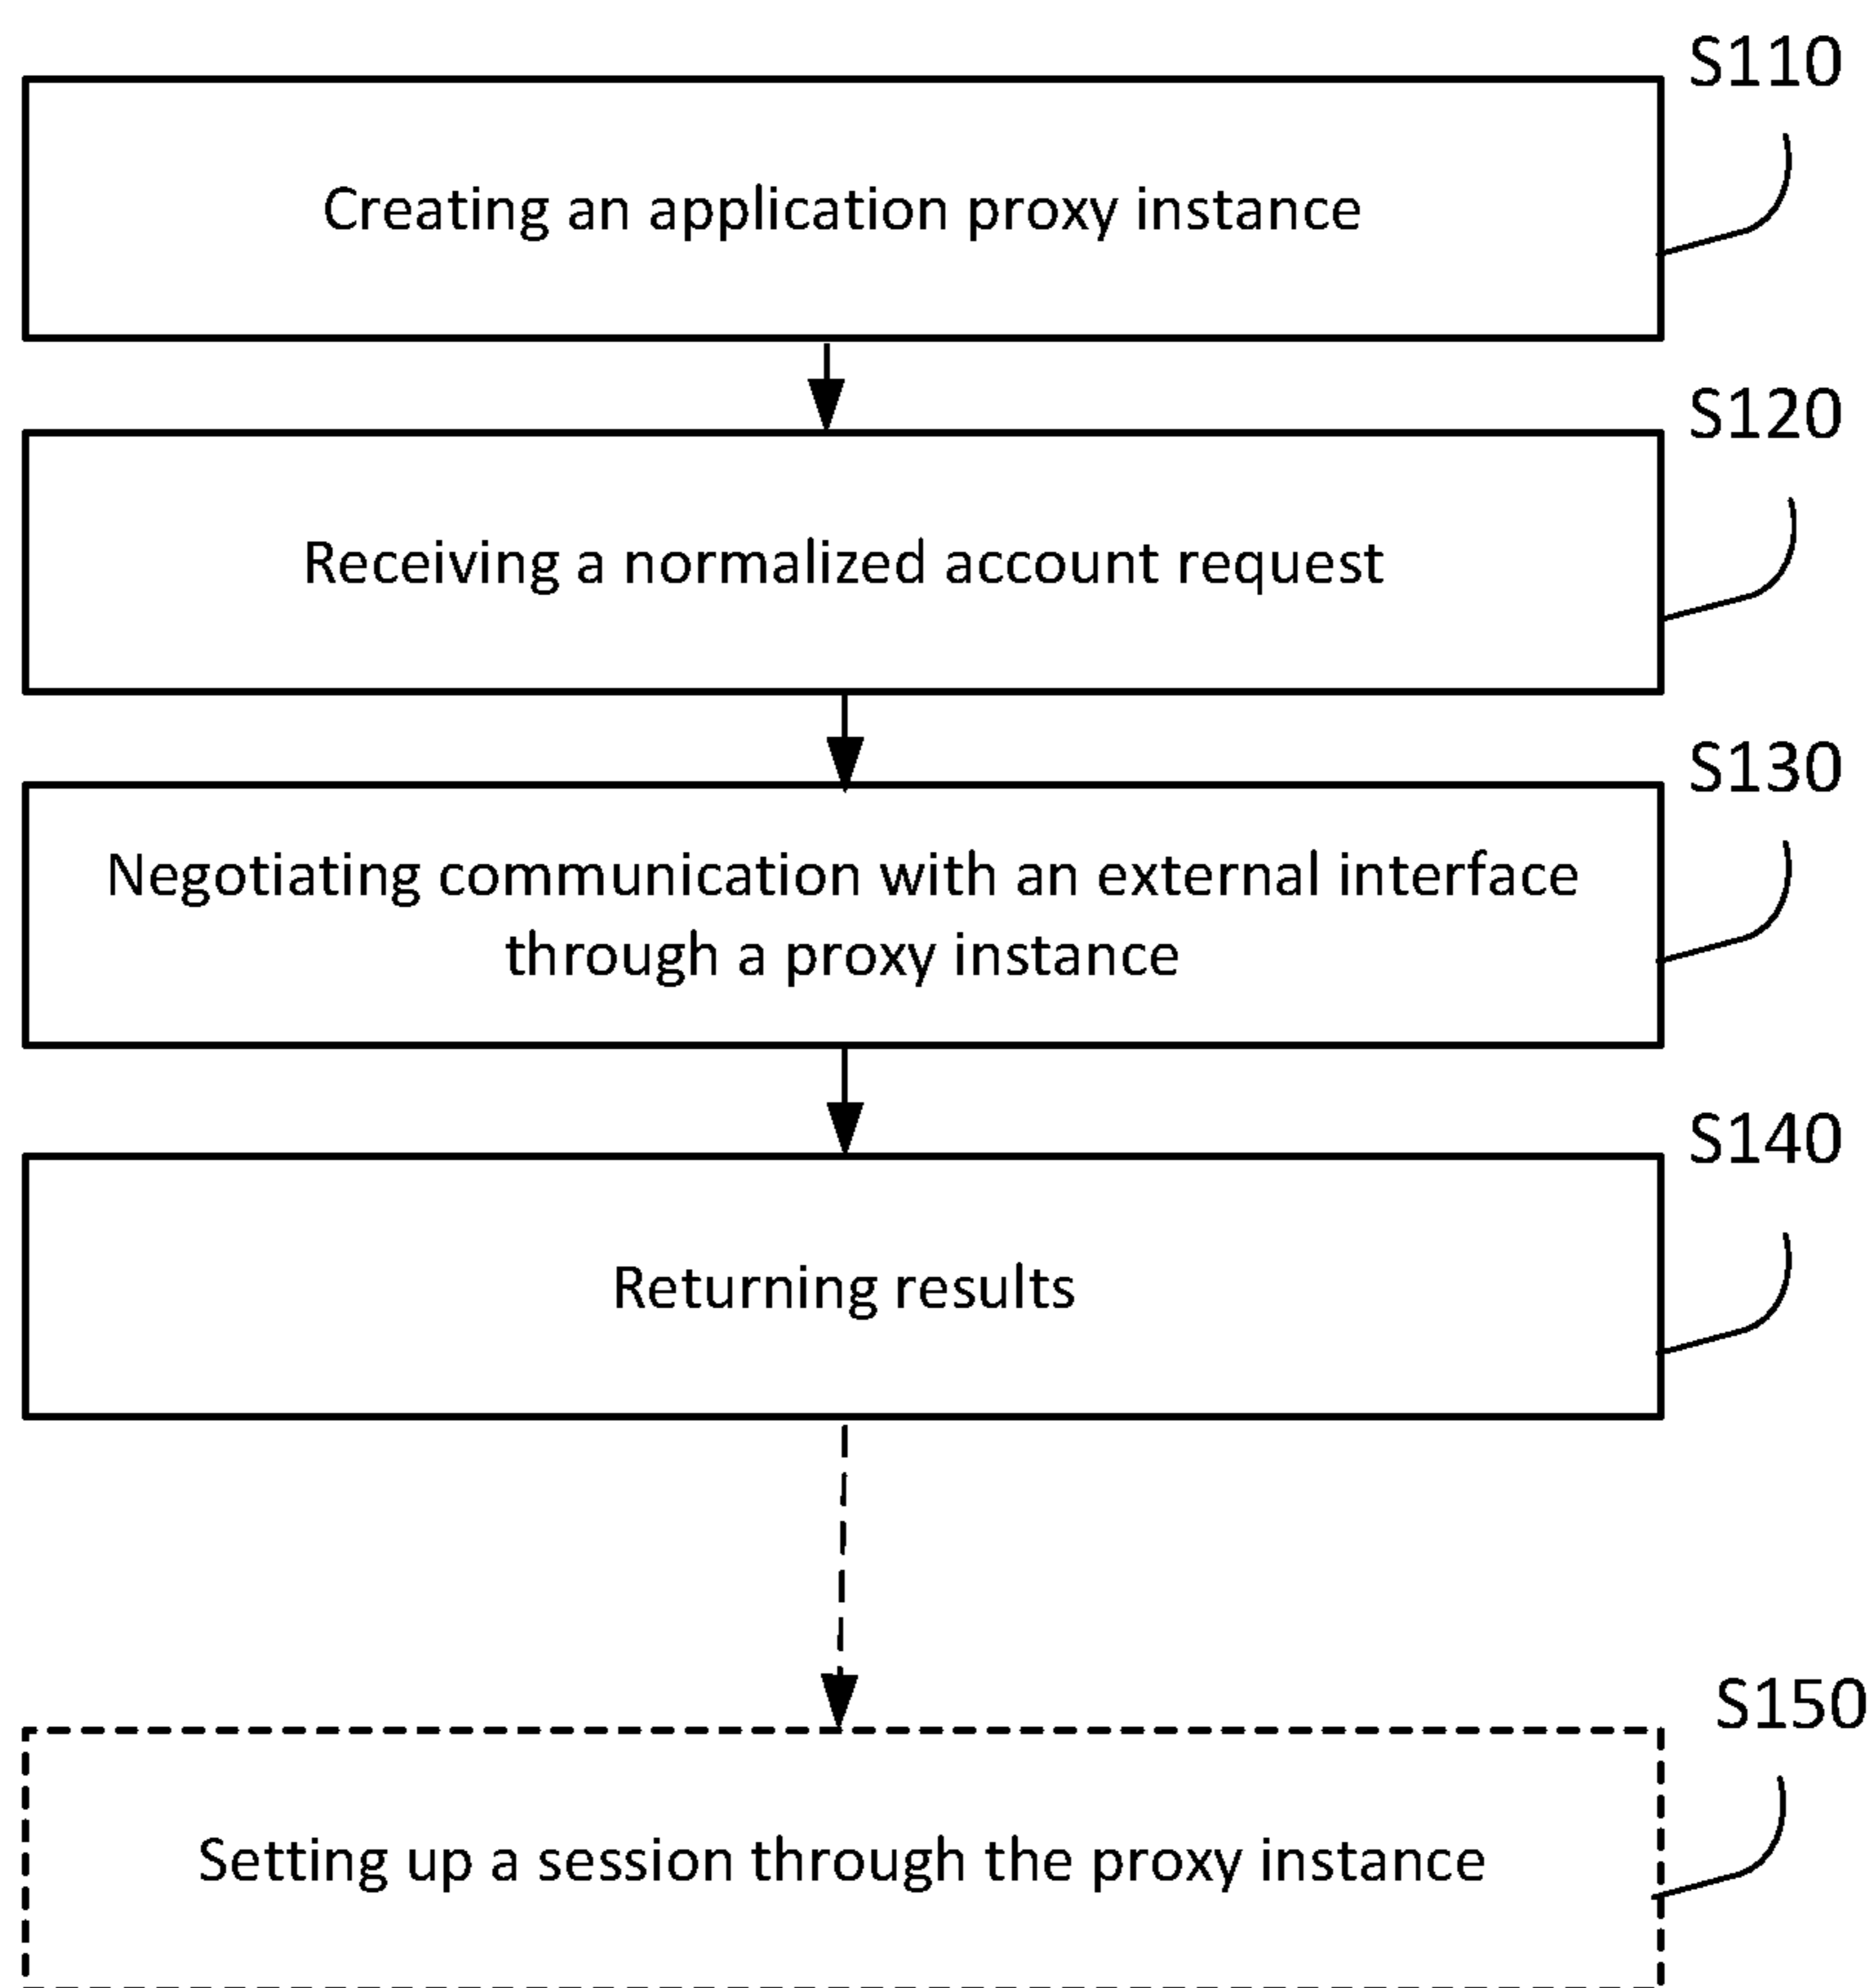 S110
Creating an application proxy instance
S120
Receiving a normalized account request
S130
Negotiating communication with an external interface
through a proxy instance
S140
Returning results
S150
Setting up a session through the proxy instance